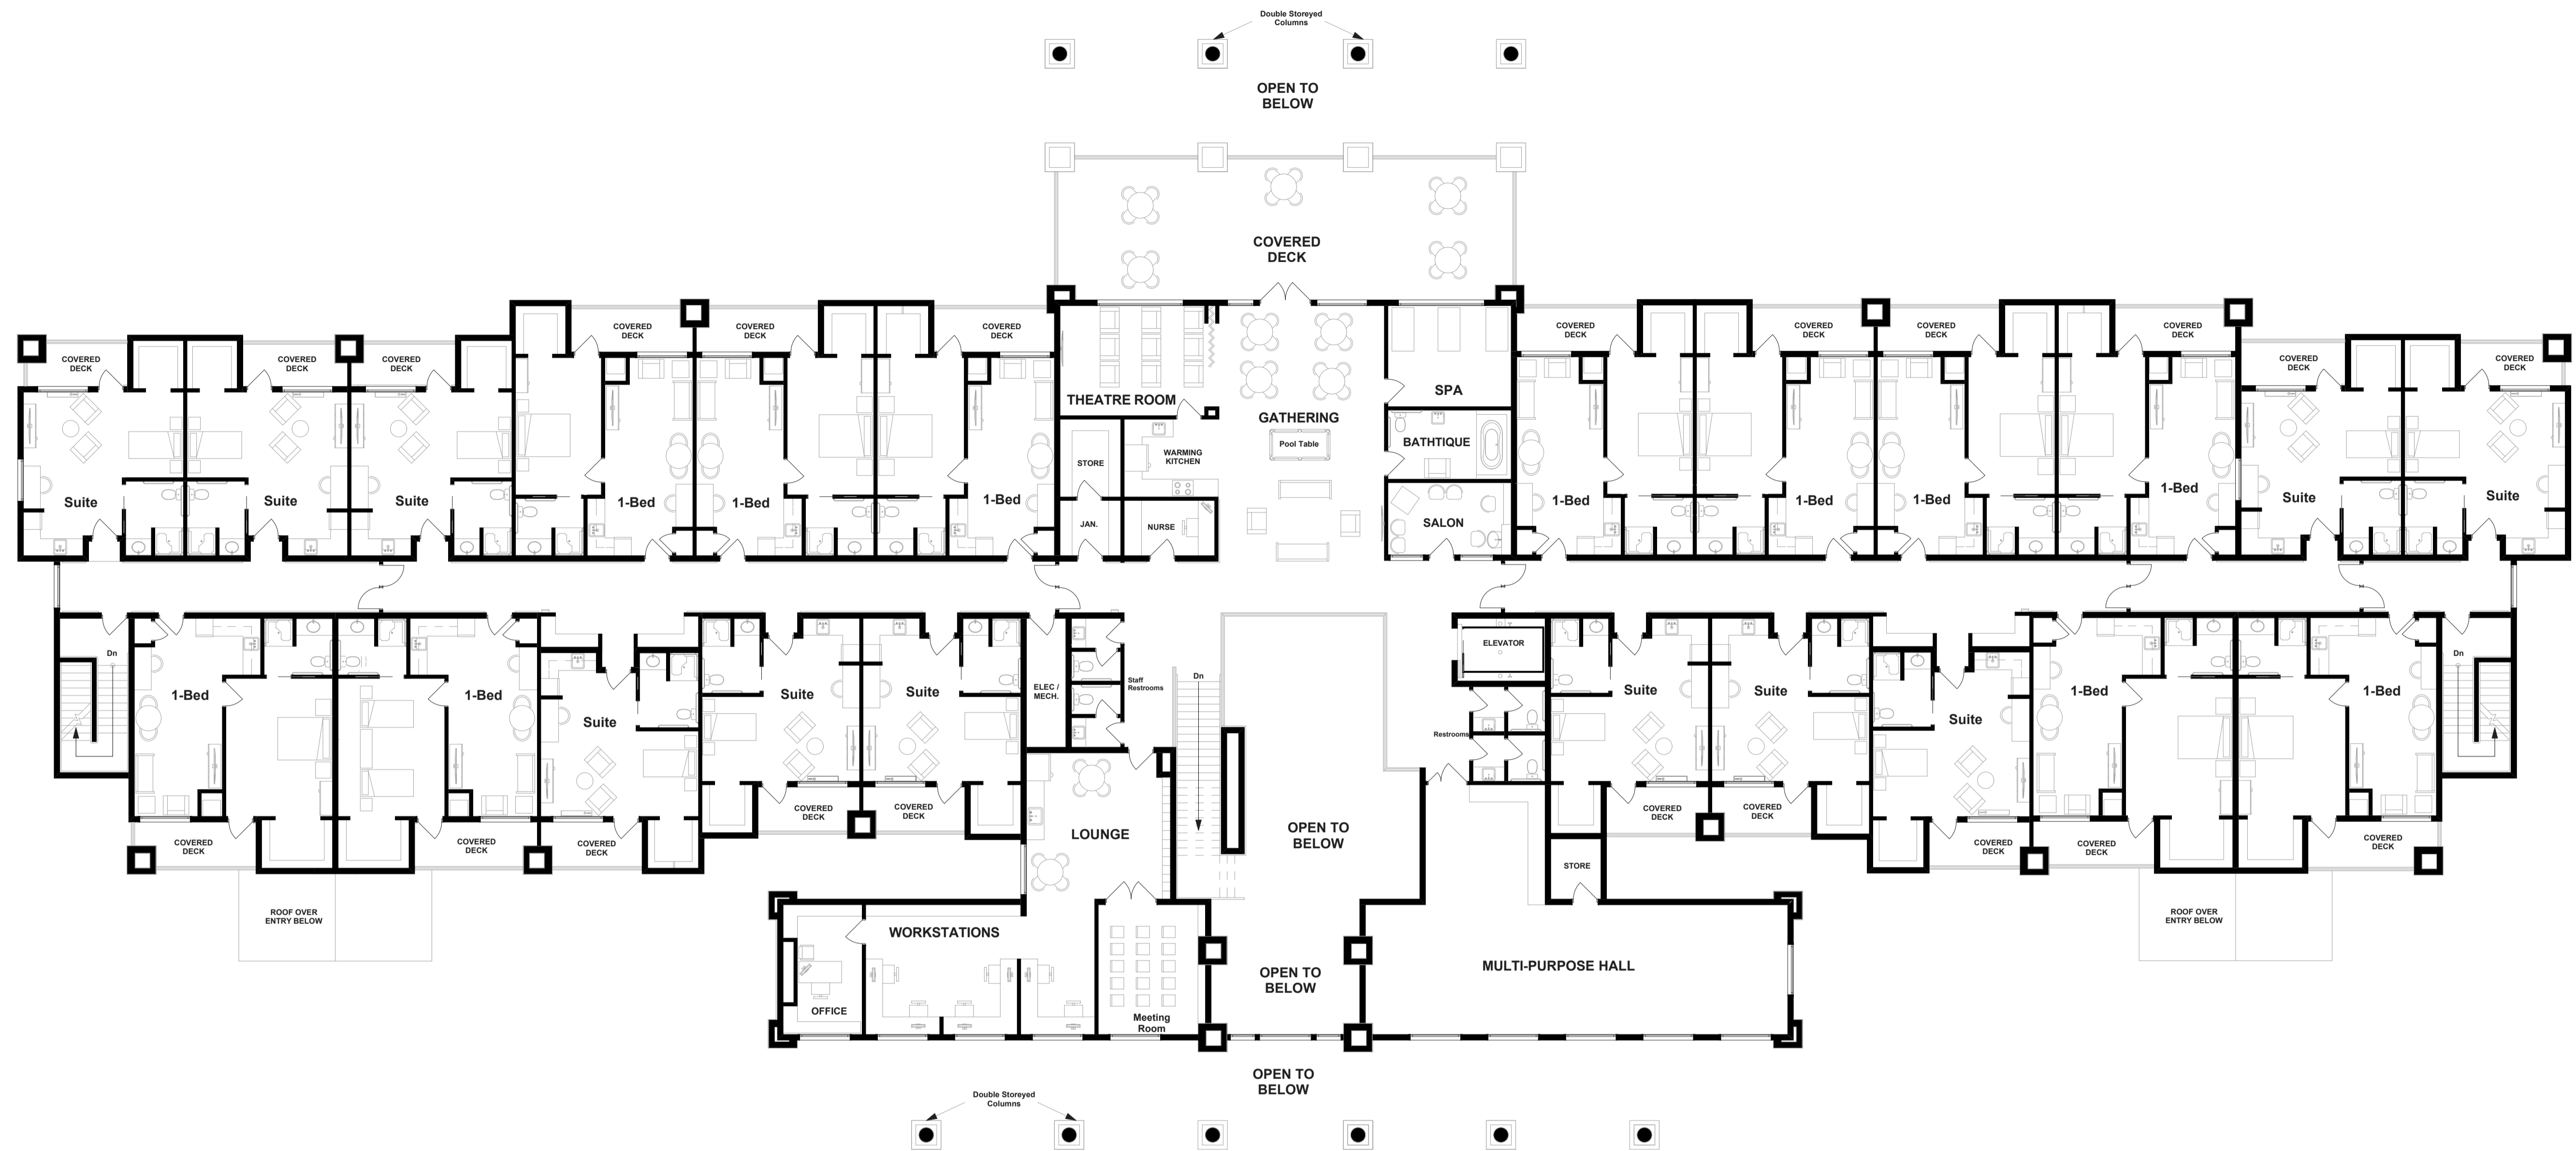 Double Storeyed
Columns
OPEN TO
BELOW
COVERED
DECK
COVERED
DECK
COVERED
DECK
COVERED
DECK
COVERED
DECK
COVERED
DECK
COVERED
DECK
COVERED
DECK
COVERED
DECK
COVERED
DECK
COVERED
DECK
COVERED
DECK
COVERED
DECK
THEATRE ROOM
GATHERING
SPA
Pool Table
BATHTIQUE
STORE
WARMING
KITCHEN
Suite
Suite
Suite
1-Bed
1-Bed
1-Bed
JAN.
NURSE
SALON
1-Bed
1-Bed
1-Bed
1-Bed
Suite
Suite
Dn
1-Bed
1-Bed
Suite
Suite
Suite
ELEC /
MECH.
Staff
Restrooms
Dn
ELEVATOR
Restrooms
Suite
Suite
Suite
1-Bed
1-Bed
Dn
COVERED
DECK
COVERED
DECK
COVERED
DECK
COVERED
DECK
COVERED
DECK
LOUNGE
OPEN TO
BELOW
COVERED
DECK
COVERED
DECK
COVERED
DECK
COVERED
DECK
COVERED
DECK
STORE
ROOF OVER
ENTRY BELOW
WORKSTATIONS
OFFICE
Meeting
Room
OPEN TO
BELOW
MULTI-PURPOSE HALL
ROOF OVER
ENTRY BELOW
OPEN TO
BELOW
Double Storeyed
Columns